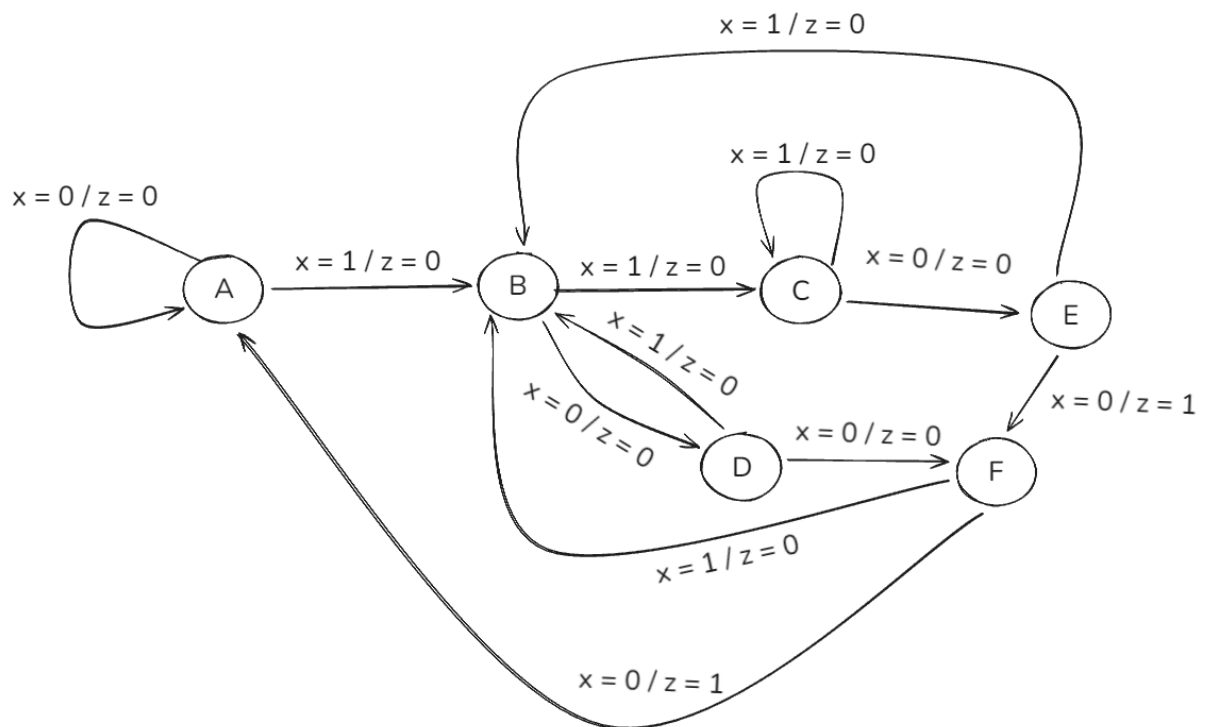 x = 1 / z = 0
x = 1 / z = 0
x = 0 / z = 0
x = 1 / z = 0
x = 1 / z = 0
x = 0 / z = 0
A
B
C
E
x = 1 / z = 0
x = 0 / z = 0
x = 0 / z = 1
x = 0 / z = 0
D
F
x = 1 / z = 0
x = 0 / z = 1